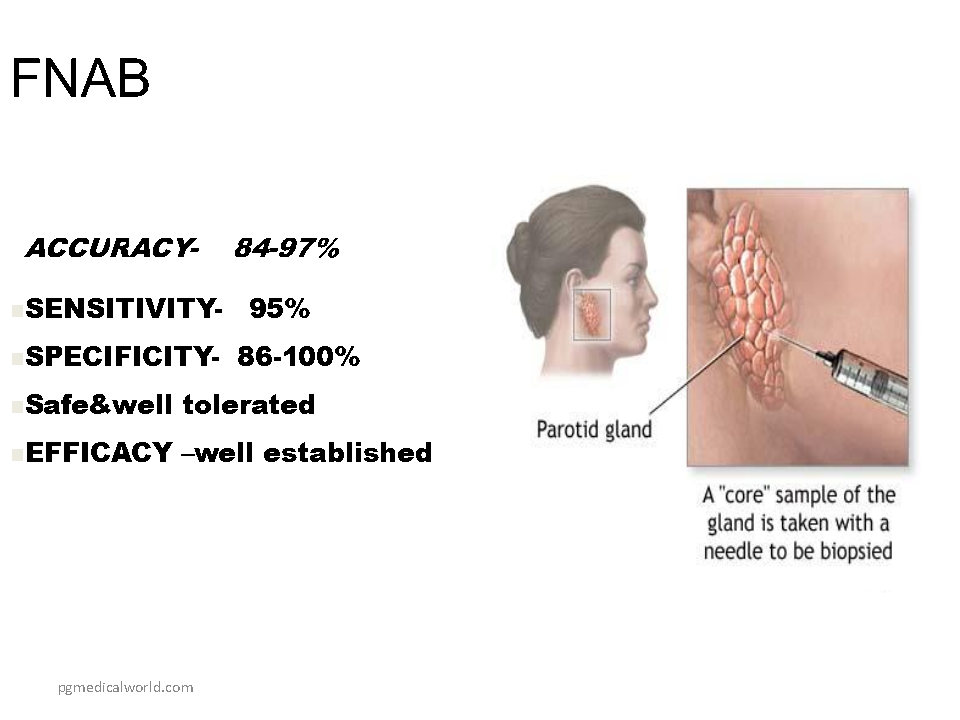 FNAB
ACCURACY- 84-97%
SENSITIVITY- 95%
SPECIFICITY- 86-100%
Safe&well tolerated
EFFICACY –well established
Parotid gland
A "core" sample of the
gland is taken with a
needle to be biopsied
pgmedicalworld.com